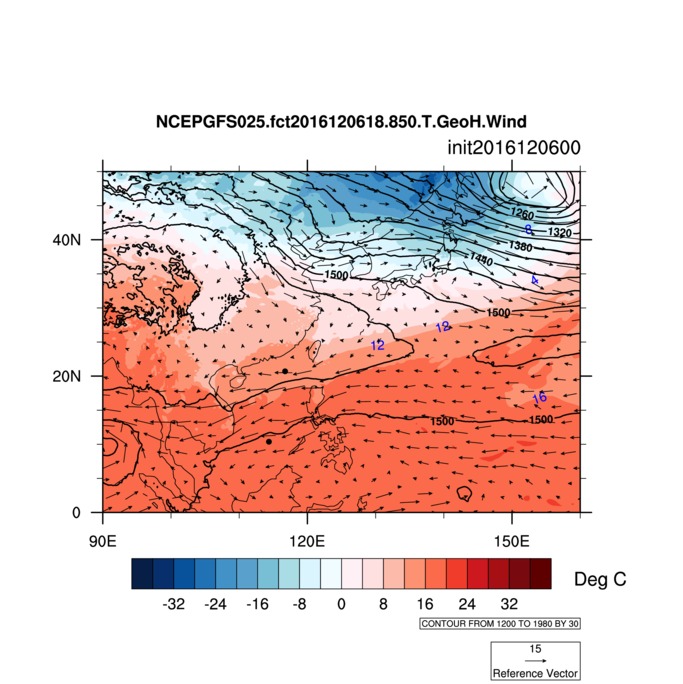 NCEPGFS025.fct2016120618.850.T.GeoH.Wind
init2016120600
1260
8
1320
40N
1380
1440
1500
4
1500
12
12
20N
16
1500
1500
0
90E 120E 150E
Deg C
-32 -24 -16 -8 0 8 16 24 32
CONTOUR FROM 1200 TO 1980 BY 30
15
Reference Vector